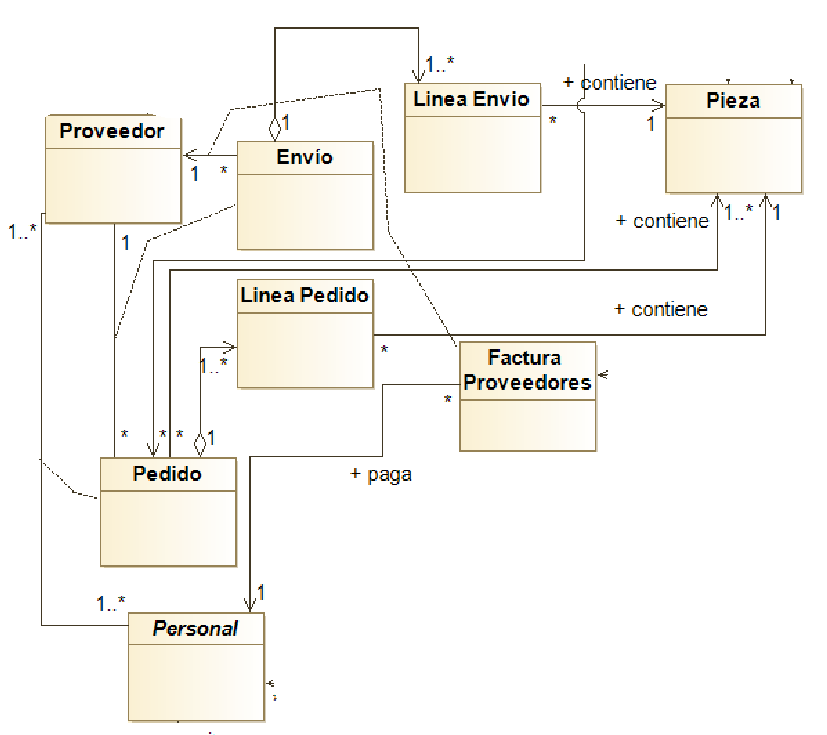 1..*
+ contiene
Linea Envio
Pieza
Proveedor
1
*
1
Envío
1
*
1..*
1
1..*
1
+ contiene
Linea Pedido
+ contiene
1..*
*
Factura
Proveedores
*
*
*
*
1
Pedido
+ paga
1
1..*
Personal